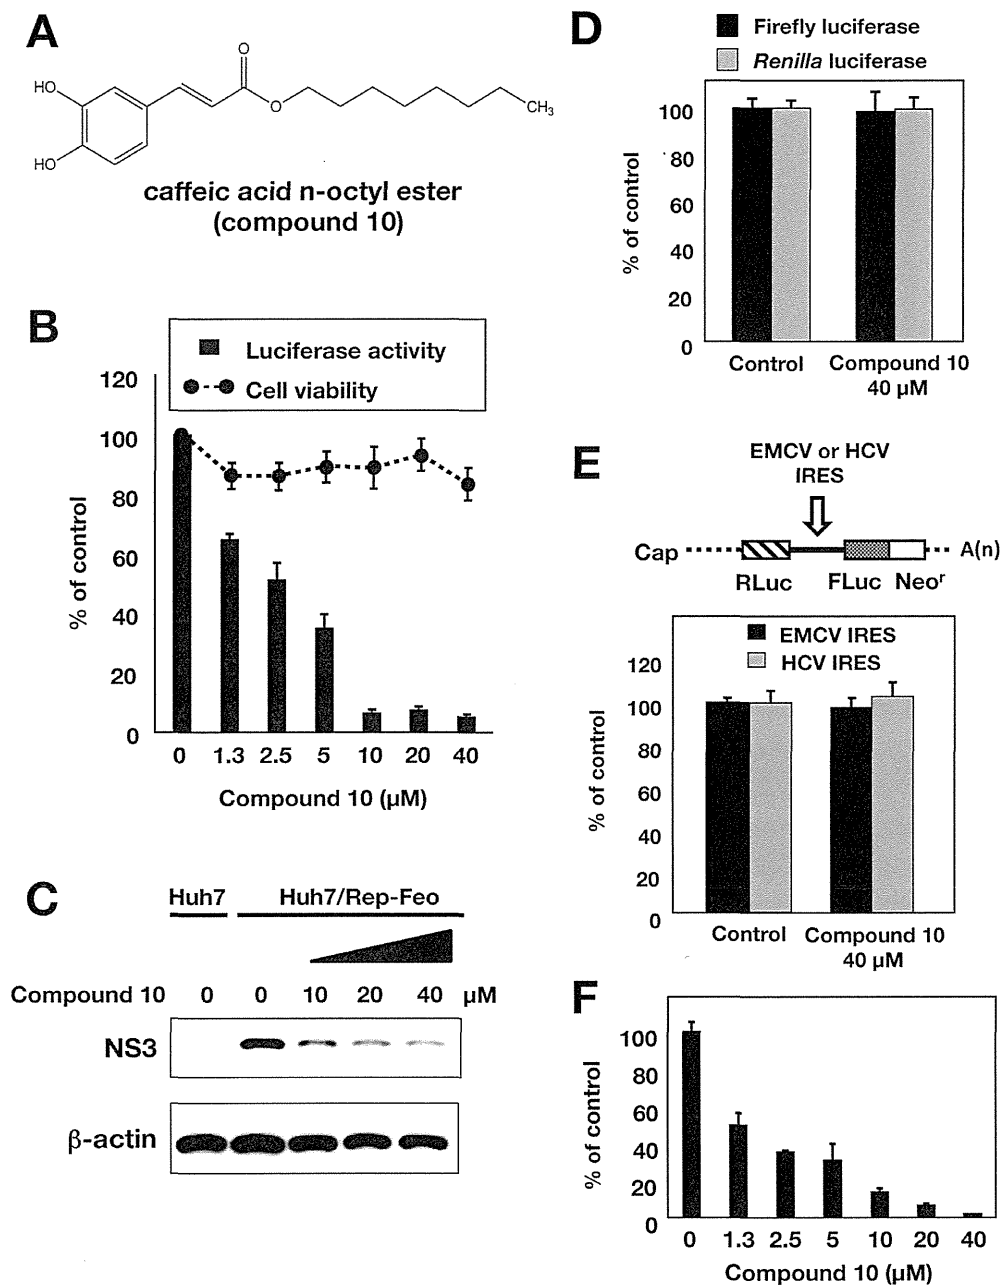 A
HO
HO
O
O
CH3
caffeic acid n-octyl ester
(compound 10)
B
Luciferase activity
Cell viability
120
100
80
60
40
20
0
% of control
0 1.3 2.5 5 10 20 40
Compound 10 (µM)
C
Huh7 Huh7/Rep-Feo
Compound 10 0 0 10 20 40 µM
NS3
β-actin
D
Firefly luciferase
Renilla luciferase
100
80
60
40
20
0
% of control
Control Compound 10
40 µM
E
EMCV or HCV
IRES
Cap A(n)
RLuc FLuc Neor
EMCV IRES
HCV IRES
120
100
80
60
40
20
0
% of control
Control Compound 10
40 µM
F
100
80
60
40
20
0
% of control
0 1.3 2.5 5 10 20 40
Compound 10 (µM)